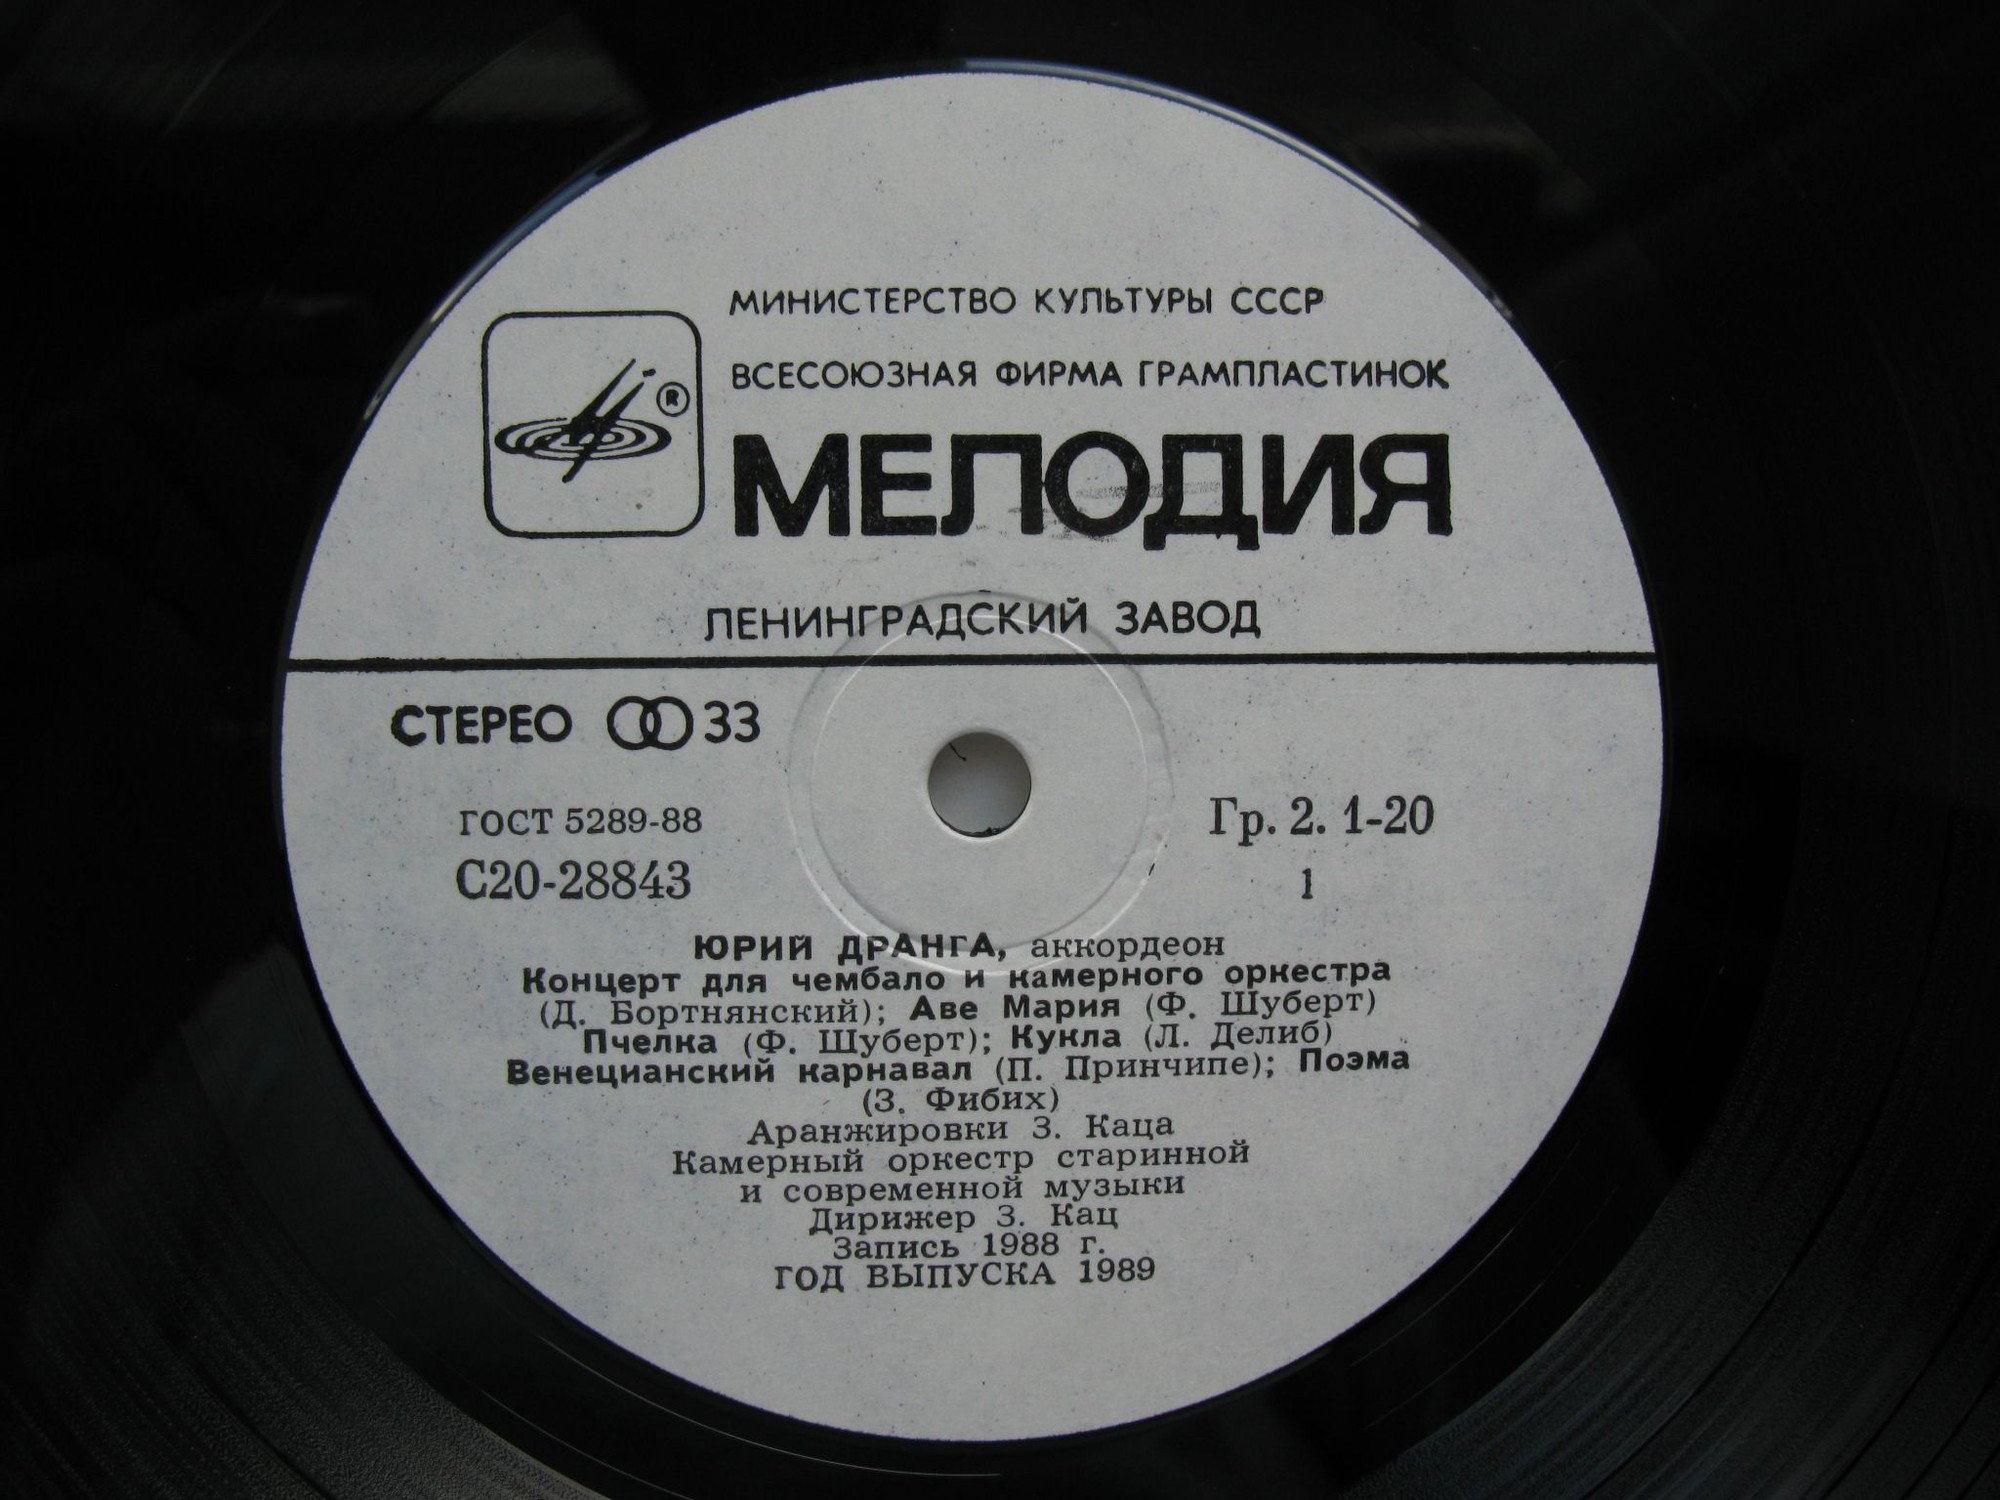 МИНИСТЕРСТВО КУЛЬТУРЫ СССР
ВСЕСОЮЗНАЯ ФИРМА ГРАМПЛАСТИНОК
®
МЕЛОДИЯ
ЛЕНИНГРАДСКИЙ ЗАВОД
СТЕРЕО 33
ГОСТ 5289-88
Гр. 2. 1-20
С20-28843
1
ЮРИЙ ДРАНГА, аккордеон
Концерт для чембало и камерного оркестра
(Д. Бортнянский); Аве Мария (Ф. Шуберт)
Пчелка (Ф. Шуберт); Кукла (Л. Делиб)
Венецианский карнавал (П. Принчипе); Поэма
(З. Фибих)
Аранжировки З. Каца
Камерный оркестр старинной
и современной музыки
Дирижер З. Кац
Запись 1988 г.
ГОД ВЫПУСКА 1989